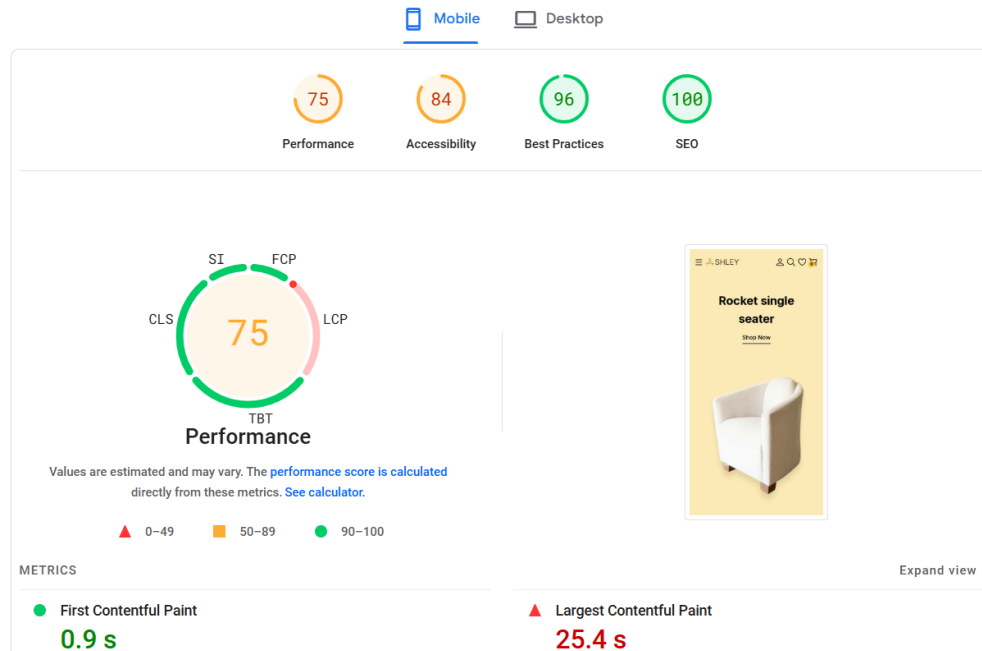 Mobile
Desktop
75
84
96
100
Performance
Accessibility
Best Practices
SEO
SI
FCP
CLS
LCP
75
TBT
Performance
Values are estimated and may vary. The performance score is calculated
directly from these metrics. See calculator.
0–49
50–89
90–100
SHLEY
Rocket single
seater
Shop Now
METRICS
Expand view
First Contentful Paint
0.9 s
Largest Contentful Paint
25.4 s